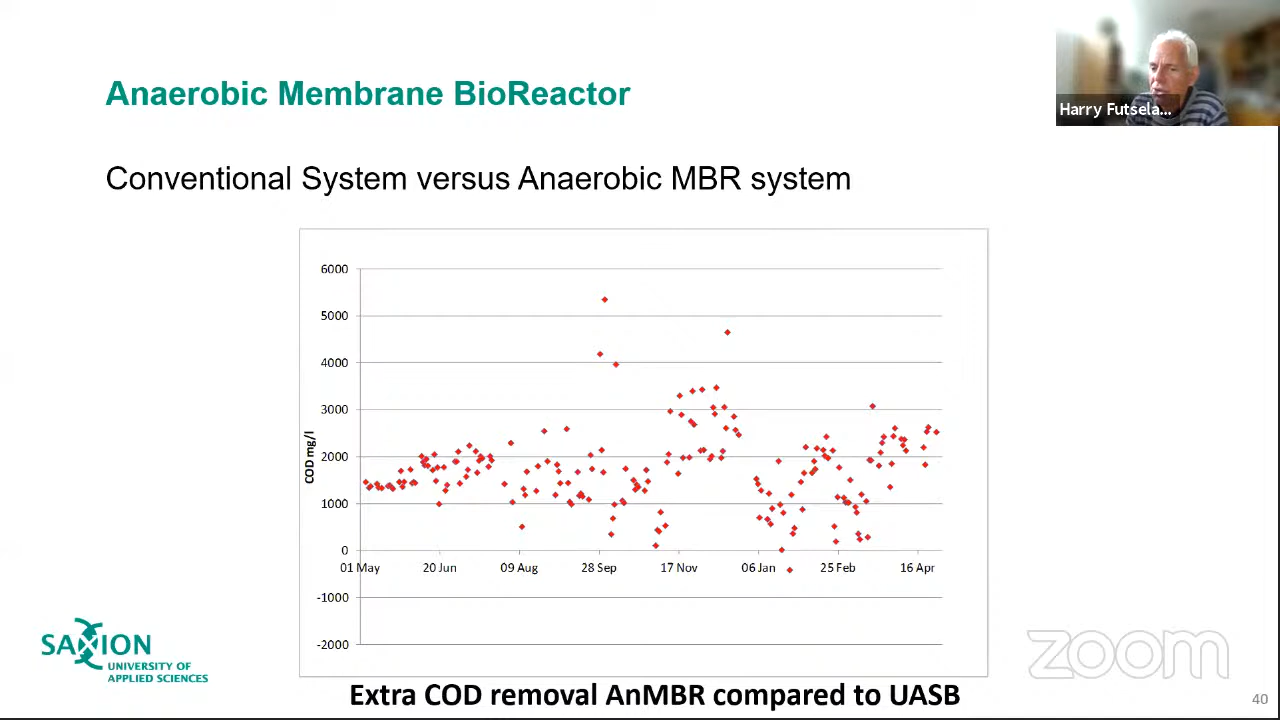 Anaerobic Membrane BioReactor
Harry Futsela...
Conventional System versus Anaerobic MBR system
6000
5000
4000
3000
2000
1000
0
-1000
-2000
COD mg/l
01 May 20 Jun 09 Aug 28 Sep 17 Nov 06 Jan 25 Feb 16 Apr
SAXION
UNIVERSITY OF
APPLIED SCIENCES
zoom
Extra COD removal AnMBR compared to UASB
40